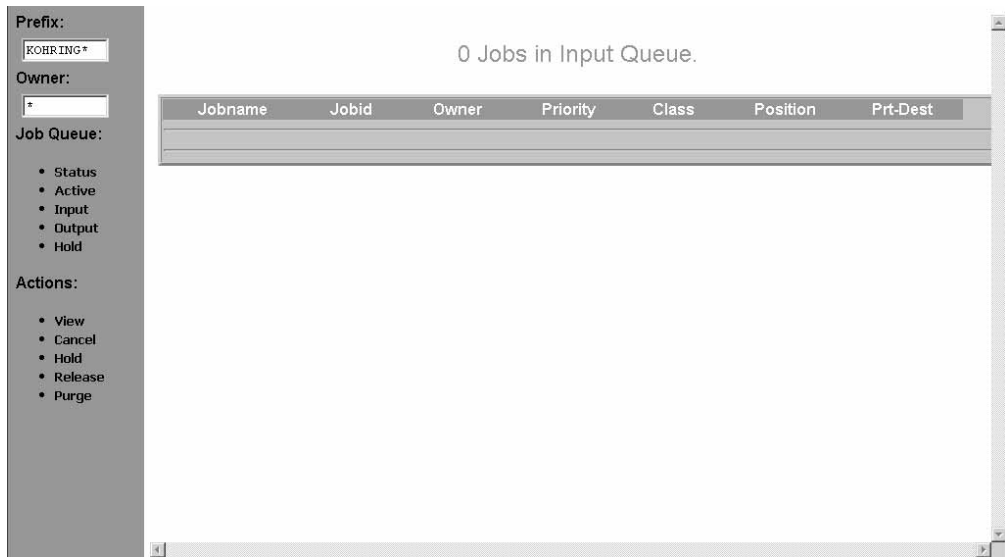 Prefix:
KOHRING*
Owner:
*
Job Queue:
• Status
• Active
• Input
• Output
• Hold
Actions:
• View
• Cancel
• Hold
• Release
• Purge
0 Jobs in Input Queue.
Jobname Jobid Owner Priority Class Position Prt-Dest